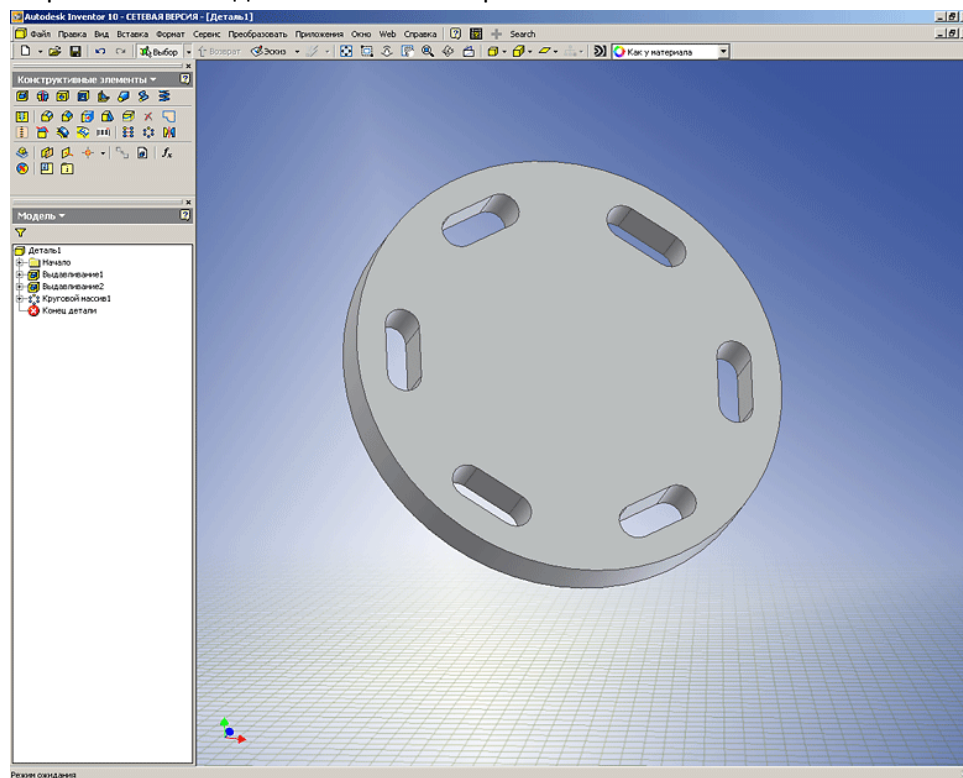 Autodesk Inventor 10 - СЕТЕВАЯ ВЕРСИЯ - [Деталь1]
Файл Правка Вид Вставка Формат Сервис Преобразовать Приложения Окно Web Справка Search
Выбор Возврат Эскиз Как у материала
Конструктивные элементы
fx
Модель
Деталь1
Начало
Выдавливание1
Выдавливание2
Круговой массив1
Конец детали
Режим ожидания